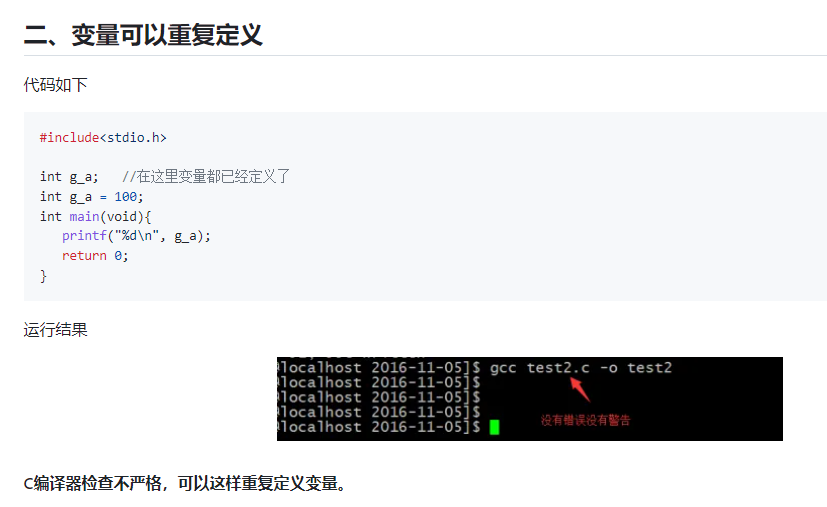 二、变量可以重复定义
代码如下
#include<stdio.h>
int g_a;   //在这里变量都已经定义了
int g_a = 100;
int main(void){
   printf("%d\n", g_a);
   return 0;
}
运行结果
localhost 2016-11-05]$ gcc test2.c -o test2
localhost 2016-11-05]$
localhost 2016-11-05]$
localhost 2016-11-05]$
localhost 2016-11-05]$
没有错误没有警告
C编译器检查不严格，可以这样重复定义变量。